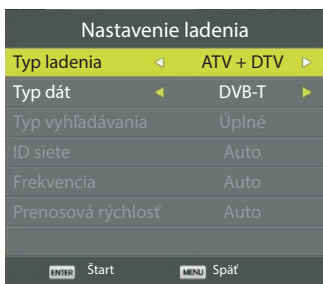 Nastavenie ladenia
Typ ladenia ATV + DTV
Typ dát DVB-T
Typ vyhľadávania Úplné
ID siete Auto
Frekvencia Auto
Prenosová rýchlosť Auto
ENTER Štart MENU Späť